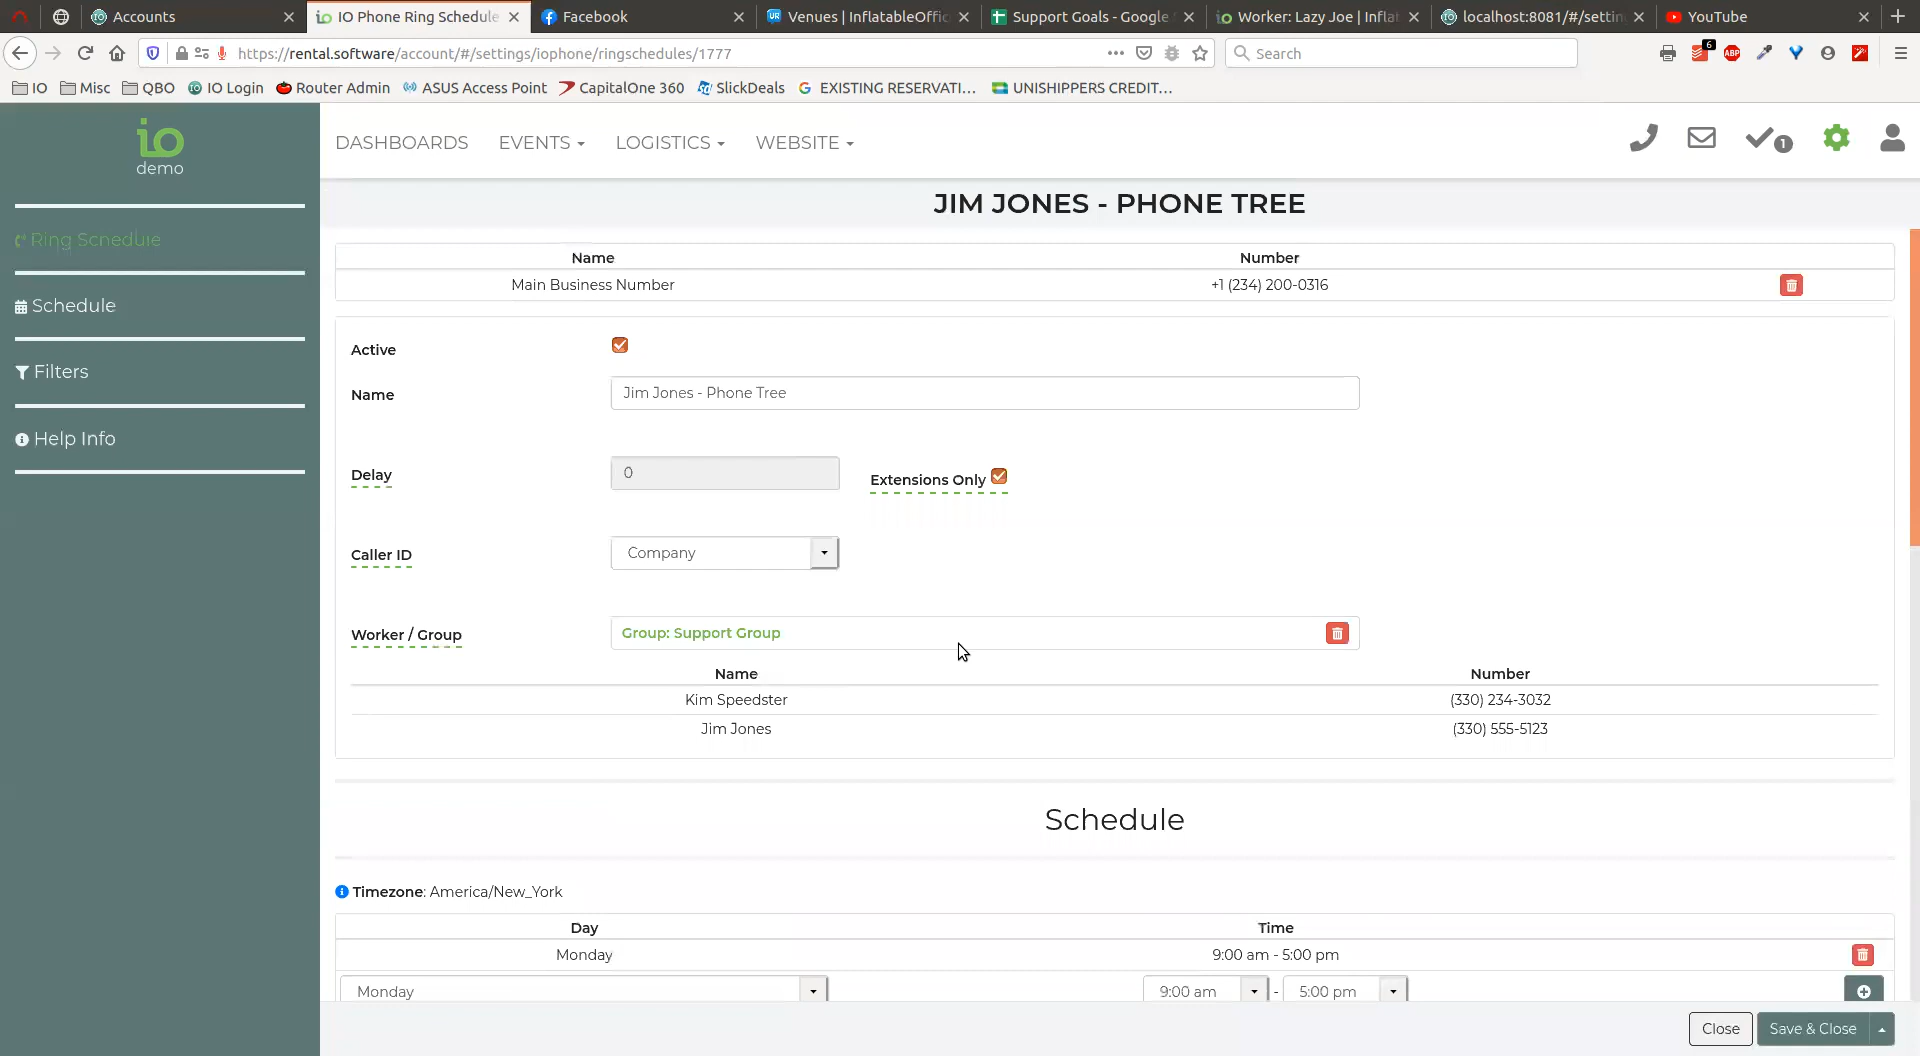 Accounts
IO Phone Ring Schedule
Facebook
Venues | InflatableOffic
Support Goals - Google
Worker: Lazy Joe | Infla
localhost:8081/#/settin
YouTube
https://rental.software/account/#/settings/iophone/ringschedules/1777
Search
6
ABP
IO
Misc
QBO
IO Login
Router Admin
ASUS Access Point
CapitalOne 360
SlickDeals
EXISTING RESERVATI…
UNISHIPPERS CREDIT…
io
demo
DASHBOARDS
EVENTS
LOGISTICS
WEBSITE
1
Ring Schedule
Schedule
Filters
Help Info
JIM JONES - PHONE TREE
Name Number
Main Business Number +1 (234) 200-0316
Active
Name Jim Jones - Phone Tree
Delay 0 Extensions Only
Caller ID Company
Worker / Group Group: Support Group
Name Number
Kim Speedster (330) 234-3032
Jim Jones (330) 555-5123
Schedule
Timezone: America/New_York
Day Time
Monday 9:00 am - 5:00 pm
Monday 9:00 am - 5:00 pm
Close Save & Close